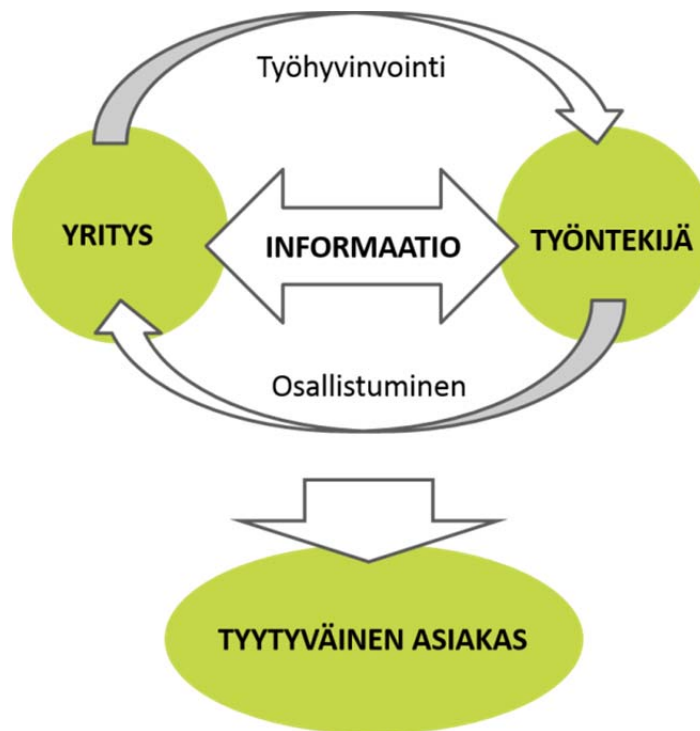 Työhyvinvointi
YRITYS
INFORMAATIO
TYÖNTEKIJÄ
Osallistuminen
TYYTYVÄINEN ASIAKAS